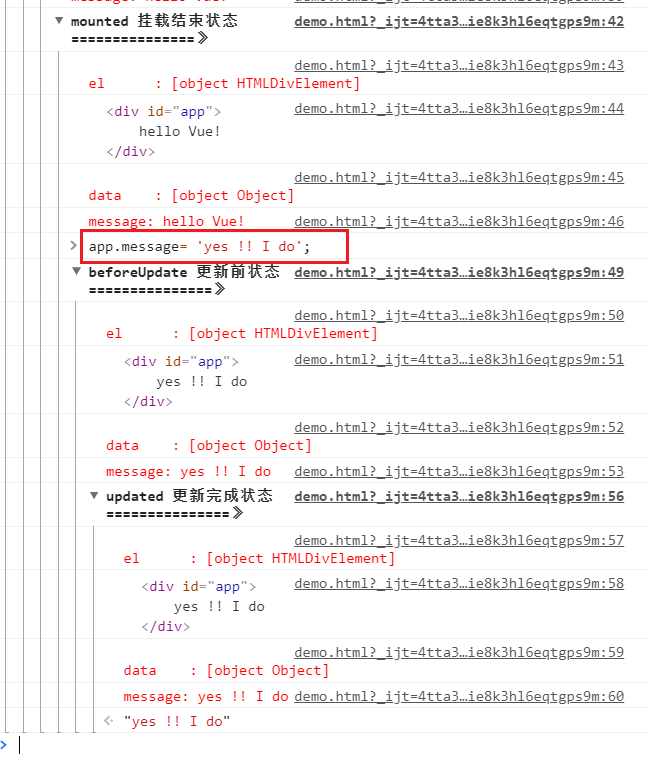 mounted 挂载结束状态 demo.html?_ijt=4tta3…ie8k3hl6eqtgps9m:42
===============》
demo.html?_ijt=4tta3…ie8k3hl6eqtgps9m:43
el      : [object HTMLDivElement]
<div id="app"> demo.html?_ijt=4tta3…ie8k3hl6eqtgps9m:44
hello Vue!
</div>
demo.html?_ijt=4tta3…ie8k3hl6eqtgps9m:45
data    : [object Object]
message: hello Vue! demo.html?_ijt=4tta3…ie8k3hl6eqtgps9m:46
app.message= 'yes !! I do';
beforeUpdate 更新前状态 demo.html?_ijt=4tta3…ie8k3hl6eqtgps9m:49
===============》
demo.html?_ijt=4tta3…ie8k3hl6eqtgps9m:50
el      : [object HTMLDivElement]
<div id="app"> demo.html?_ijt=4tta3…ie8k3hl6eqtgps9m:51
yes !! I do
</div>
demo.html?_ijt=4tta3…ie8k3hl6eqtgps9m:52
data    : [object Object]
message: yes !! I do demo.html?_ijt=4tta3…ie8k3hl6eqtgps9m:53
updated 更新完成状态 demo.html?_ijt=4tta3…ie8k3hl6eqtgps9m:56
===============》
demo.html?_ijt=4tta3…ie8k3hl6eqtgps9m:57
el      : [object HTMLDivElement]
<div id="app"> demo.html?_ijt=4tta3…ie8k3hl6eqtgps9m:58
yes !! I do
</div>
demo.html?_ijt=4tta3…ie8k3hl6eqtgps9m:59
data    : [object Object]
message: yes !! I do demo.html?_ijt=4tta3…ie8k3hl6eqtgps9m:60
"yes !! I do"